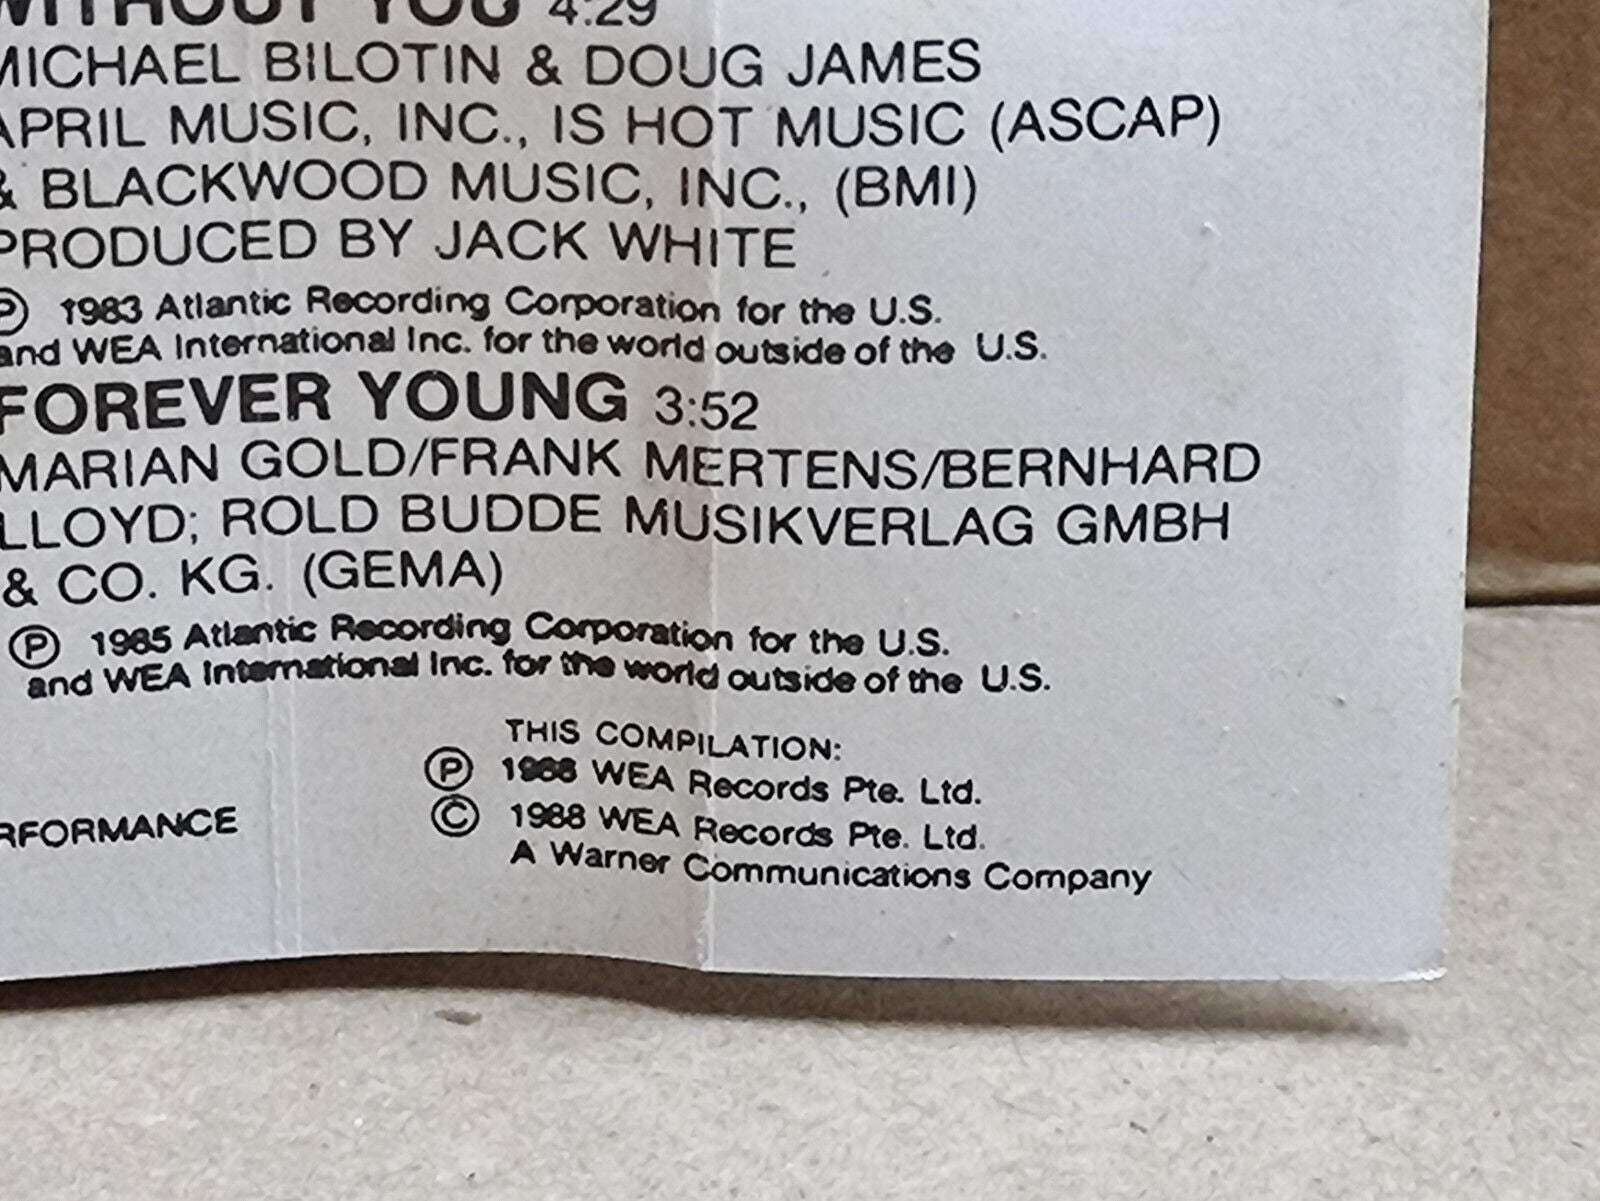 WITHOUT YOU 4:29
MICHAEL BILOTIN & DOUG JAMES
APRIL MUSIC, INC., IS HOT MUSIC (ASCAP)
& BLACKWOOD MUSIC, INC., (BMI)
PRODUCED BY JACK WHITE
Ⓟ 1983 Atlantic Recording Corporation for the U.S.
and WEA International Inc. for the world outside of the U.S.
FOREVER YOUNG 3:52
MARIAN GOLD/FRANK MERTENS/BERNHARD
LLOYD; ROLD BUDDE MUSIKVERLAG GMBH
& CO. KG. (GEMA)
Ⓟ 1985 Atlantic Recording Corporation for the U.S.
and WEA International Inc. for the world outside of the U.S.
THIS COMPILATION:
Ⓟ 1988 WEA Records Pte. Ltd.
© 1988 WEA Records Pte. Ltd.
A Warner Communications Company
RFORMANCE